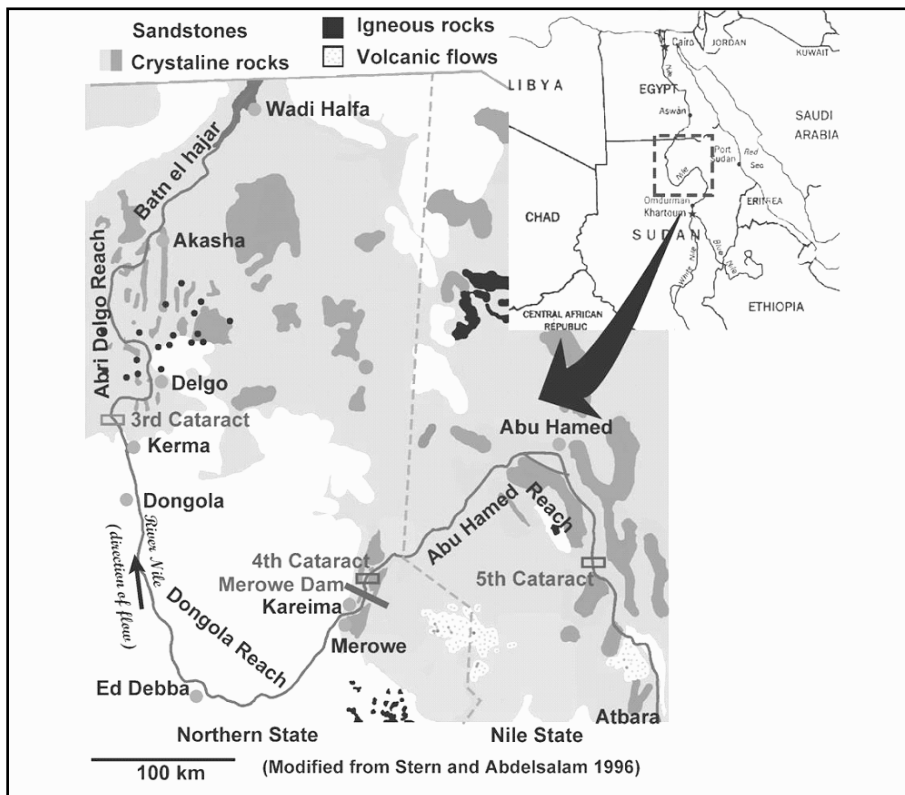 Sandstones
Crystaline rocks
Igneous rocks
Volcanic flows
Wadi Halfa
Batn el hajar
Akasha
Abri Delgo Reach
Delgo
3rd Cataract
Kerma
Dongola
River Nile
(direction of flow)
Dongola Reach
Ed Debba
4th Cataract
Merowe Dam
Kareima
Merowe
Abu Hamed
Abu Hamed Reach
5th Cataract
Atbara
Northern State
Nile State
100 km
(Modified from Stern and Abdelsalam 1996)
Cairo
JORDAN
KUWAIT
LIBYA
Nile
EGYPT
Aswân
SAUDI
ARABIA
Port
Sudan
Red
Sea
Nile
Omdurman
Khartoum
ERITREA
CHAD
SUDAN
White Nile
Blue
Nile
ETHIOPIA
CENTRAL AFRICAN
REPUBLIC